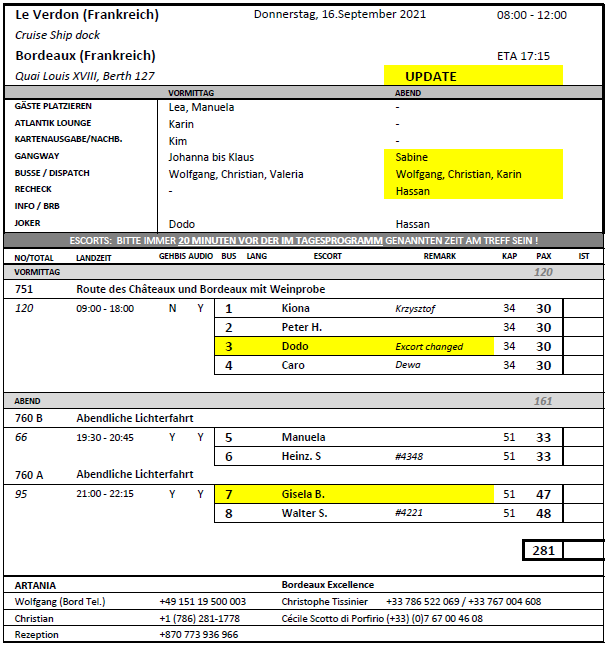 Le Verdon (Frankreich) Donnerstag, 16.September 2021 08:00 - 12:00
Cruise Ship dock
Bordeaux (Frankreich) ETA 17:15
Quai Louis XVIII, Berth 127 UPDATE
VORMITTAG ABEND
GÄSTE PLATZIEREN Lea, Manuela -
ATLANTIK LOUNGE Karin -
KARTENAUSGABE/NACHB. Kim -
GANGWAY Johanna bis Klaus Sabine
BUSSE / DISPATCH Wolfgang, Christian, Valeria Wolfgang, Christian, Karin
RECHECK - Hassan
INFO / BRB
JOKER Dodo Hassan
ESCORTS: BITTE IMMER 20 MINUTEN VOR DER IM TAGESPROGRAMM GENANNTEN ZEIT AM TREFF SEIN !
NO/TOTAL LANDZEIT GEHBIS AUDIO BUS LANG ESCORT REMARK KAP PAX IST
VORMITTAG 120
751 Route des Châteaux und Bordeaux mit Weinprobe
120 09:00 - 18:00 N Y 1 Kiona Krzysztof 34 30
2 Peter H. 34 30
3 Dodo Excort changed 34 30
4 Caro Dewa 34 30
ABEND 161
760 B Abendliche Lichterfahrt
66 19:30 - 20:45 Y Y 5 Manuela 51 33
6 Heinz. S #4348 51 33
760 A Abendliche Lichterfahrt
95 21:00 - 22:15 Y Y 7 Gisela B. 51 47
8 Walter S. #4221 51 48
281
ARTANIA Bordeaux Excellence
Wolfgang (Bord Tel.) +49 151 19 500 003 Christophe Tissinier +33 786 522 069 / +33 767 004 608
Christian +1 (786) 281-1778 Cécile Scotto di Porfirio (+33) (0)7 67 00 46 08
Rezeption +870 773 936 966